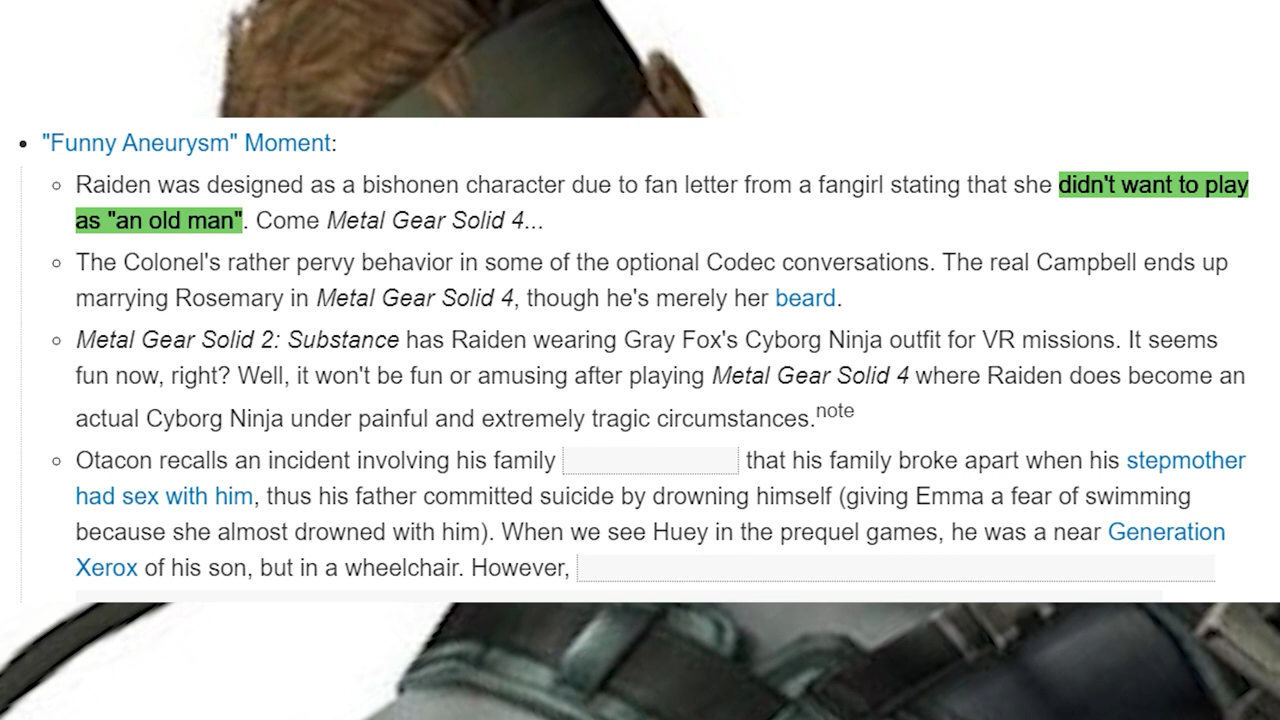 "Funny Aneurysm" Moment:
Raiden was designed as a bishonen character due to fan letter from a fangirl stating that she didn't want to play
as "an old man". Come Metal Gear Solid 4...
The Colonel's rather pervy behavior in some of the optional Codec conversations. The real Campbell ends up
marrying Rosemary in Metal Gear Solid 4, though he's merely her beard.
Metal Gear Solid 2: Substance has Raiden wearing Gray Fox's Cyborg Ninja outfit for VR missions. It seems
fun now, right? Well, it won't be fun or amusing after playing Metal Gear Solid 4 where Raiden does become an
actual Cyborg Ninja under painful and extremely tragic circumstances.note
Otacon recalls an incident involving his family that his family broke apart when his stepmother
had sex with him, thus his father committed suicide by drowning himself (giving Emma a fear of swimming
because she almost drowned with him). When we see Huey in the prequel games, he was a near Generation
Xerox of his son, but in a wheelchair. However,